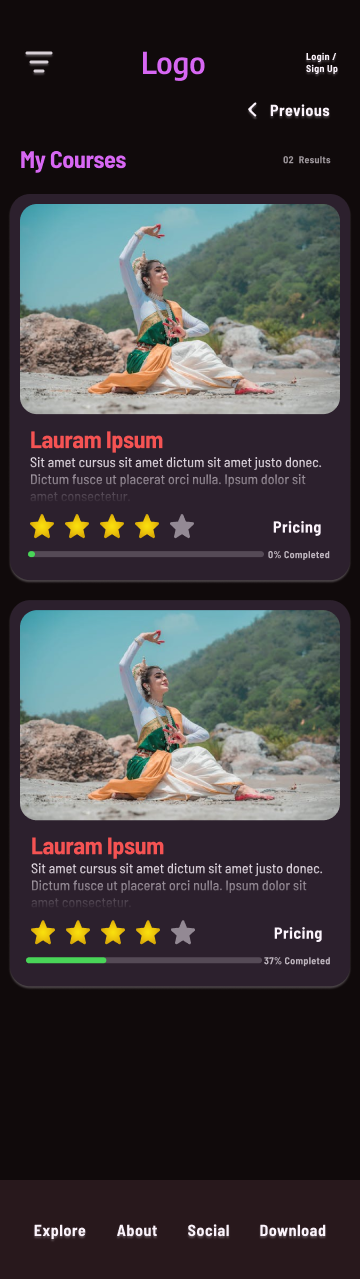 Logo
Login /
Sign Up
Previous
My Courses
02 Results
Lauram Ipsum
Sit amet cursus sit amet dictum sit amet justo donec.
Dictum fusce ut placerat orci nulla. Ipsum dolor sit
amet consectetur.
Pricing
0% Completed
Lauram Ipsum
Sit amet cursus sit amet dictum sit amet justo donec.
Dictum fusce ut placerat orci nulla. Ipsum dolor sit
amet consectetur.
Pricing
37% Completed
Explore About Social Download